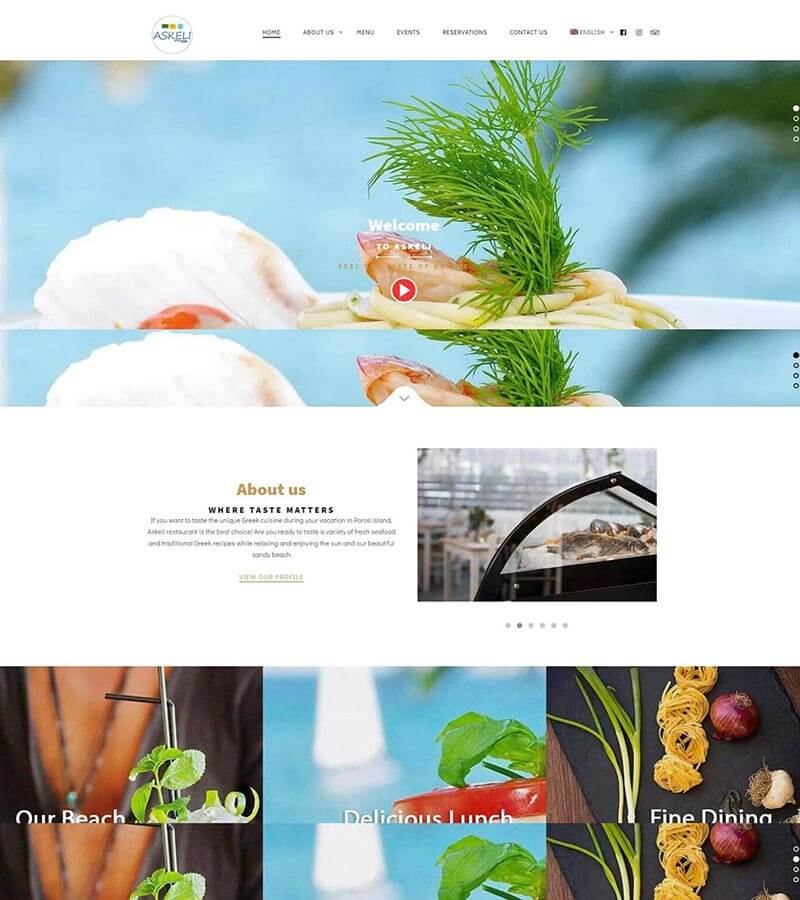 ASKELI
HOME
ABOUT US
MENU
EVENTS
RESERVATIONS
CONTACT US
ENGLISH
Welcome
TO ASKELI
FEEL
TE OF
About us
WHERE TASTE MATTERS
If you want to taste the unique Greek cuisine during your vacation in Poros Island,
Askeli restaurant is the best choice! Are you ready to taste a variety of fresh seafood
and traditional Greek recipes while relaxing and enjoying the sun and our beautiful
sandy beach
VIEW OUR PROFILE
Our Beach
Delicious Lunch
Fine Dining